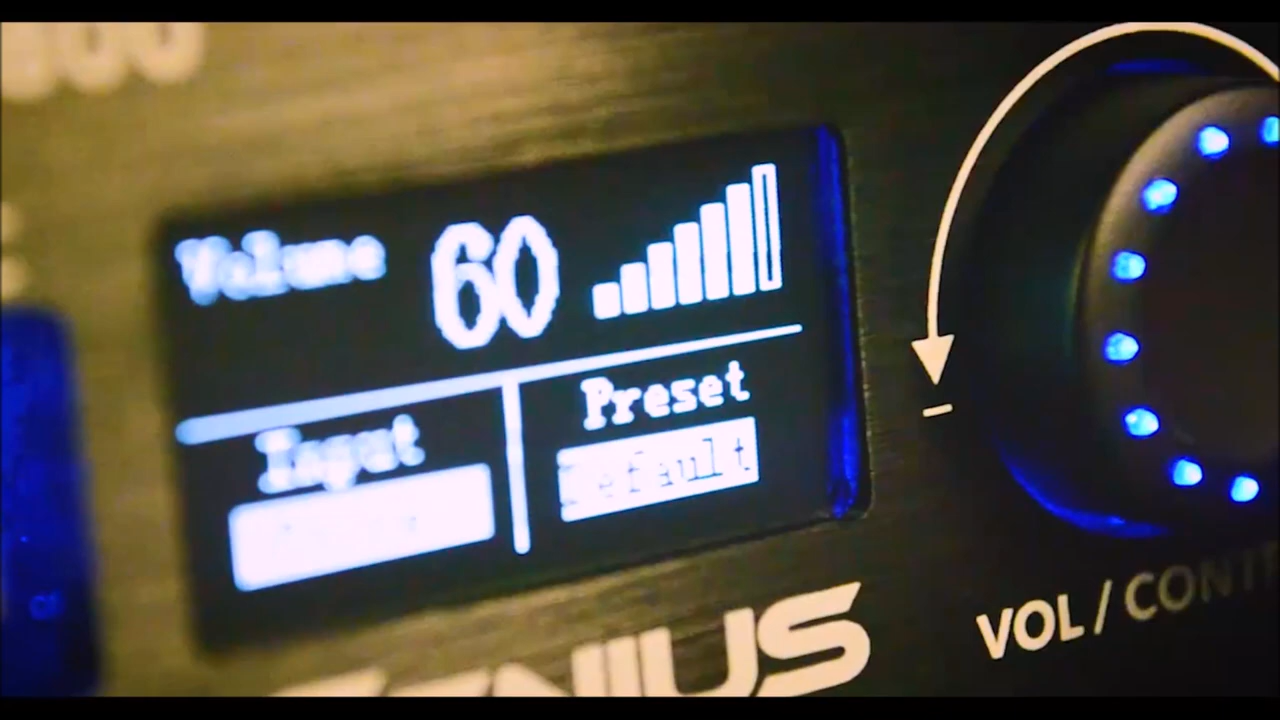 Volume 60
Input
Preset
Default
VOL / CONT
NIUS